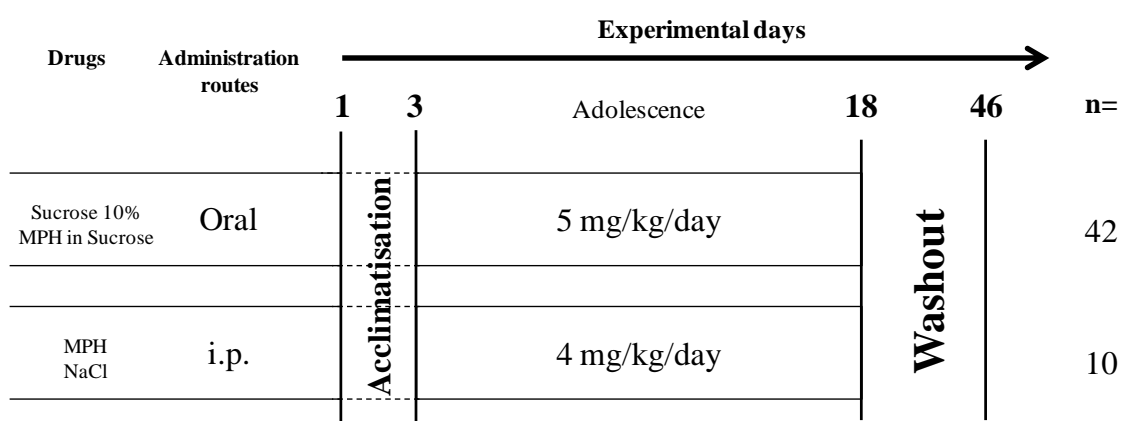 Experimental days
Drugs
Administration
routes
1
3
Adolescence
18
46
n=
Acclimatisation
Washout
Sucrose 10%
MPH in Sucrose
Oral
5 mg/kg/day
42
MPH
NaCl
i.p.
4 mg/kg/day
10